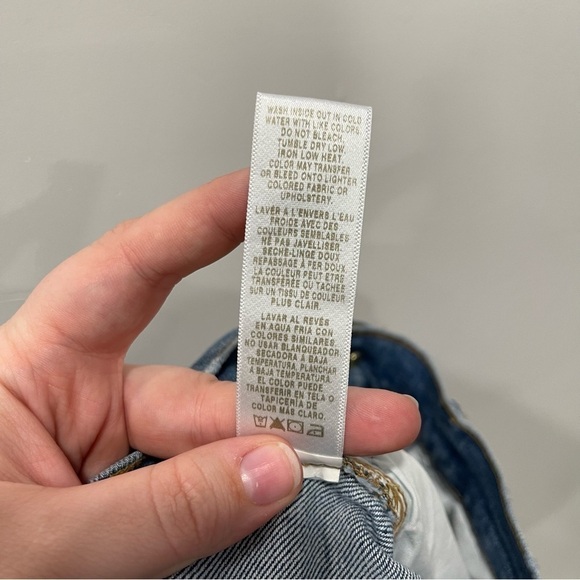 WASH INSIDE OUT IN COLD
WATER WITH LIKE COLORS.
DO NOT BLEACH.
TUMBLE DRY LOW.
IRON LOW HEAT.
COLOR MAY TRANSFER
OR BLEED ONTO LIGHTER
COLORED FABRIC OR
UPHOLSTERY.
LAVER A L'ENVERS L'EAU
FROIDE AVEC DES
COULEURS SEMBLABLES
NE PAS JAVELLISER.
SECHE-LINGE DOUX
REPASSAGE À FER DOUX.
LA COULEUR PEUT ÊTRE
TRANSFÉRÉE OU TACHÉE
SUR UN TISSU DE COULEUR
PLUS CLAIR.
LAVAR AL REVÉS
EN AGUA FRIA CON
COLORES SIMILARES.
NO USAR BLANQUEADOR.
SECADORA A BAJA
TEMPERATURA. PLANCHAR
A BAJA TEMPERATURA.
EL COLOR PUEDE
TRANSFERIR EN TELA O
TAPICERÍA DE
COLOR MÁS CLARO.